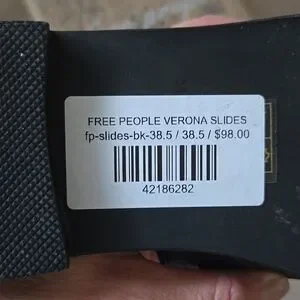 FREE PEOPLE VERONA SLIDES
fp-slides-bk-38.5 / 38.5 / $98.00
42186282